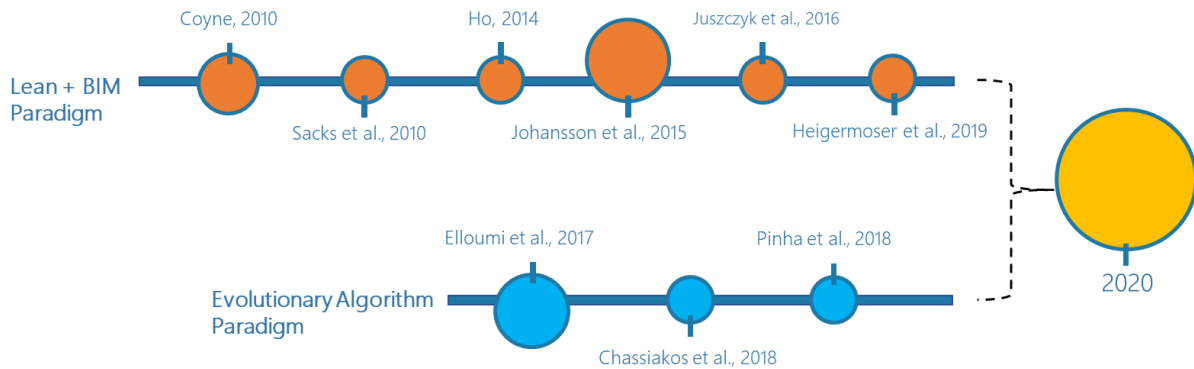 Coyne, 2010
Ho, 2014
Juszczyk et al., 2016
Lean + BIM
Paradigm
Sacks et al., 2010
Johansson et al., 2015
Heigermoser et al., 2019
Elloumi et al., 2017
Pinha et al., 2018
2020
Evolutionary Algorithm
Paradigm
Chassiakos et al., 2018